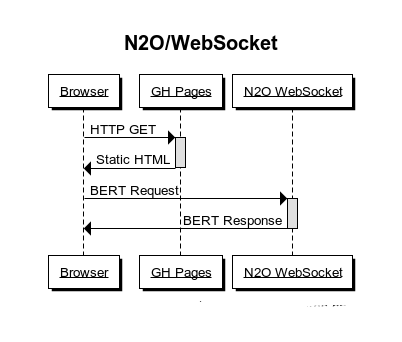 N2O/WebSocket
Browser GH Pages N2O WebSocket
HTTP GET
Static HTML
BERT Request
BERT Response
Browser GH Pages N2O WebSocket